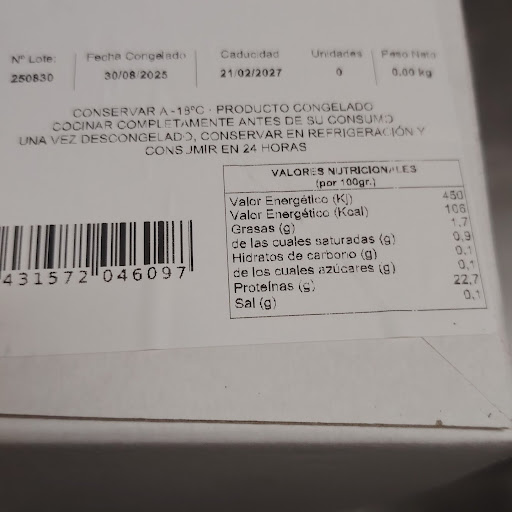 Nº Lote: Fecha Congelado Caducidad Unidades Peso Neto
250830 30/08/2025 21/02/2027 0 0.00 kg
CONSERVAR A -18ºC - PRODUCTO CONGELADO
COCINAR COMPLETAMENTE ANTES DE SU CONSUMO
UNA VEZ DESCONGELADO, CONSERVAR EN REFRIGERACIÓN Y
CONSUMIR EN 24 HORAS
VALORES NUTRICIONALES
(por 100gr.)
Valor Energético (Kj) 450
Valor Energético (Kcal) 106
Grasas (g) 1,7
de las cuales saturadas (g) 0,9
Hidratos de carbono (g) 0,1
de los cuales azúcares (g) 0,1
Proteínas (g) 22,7
Sal (g) 0,1
431572 046097